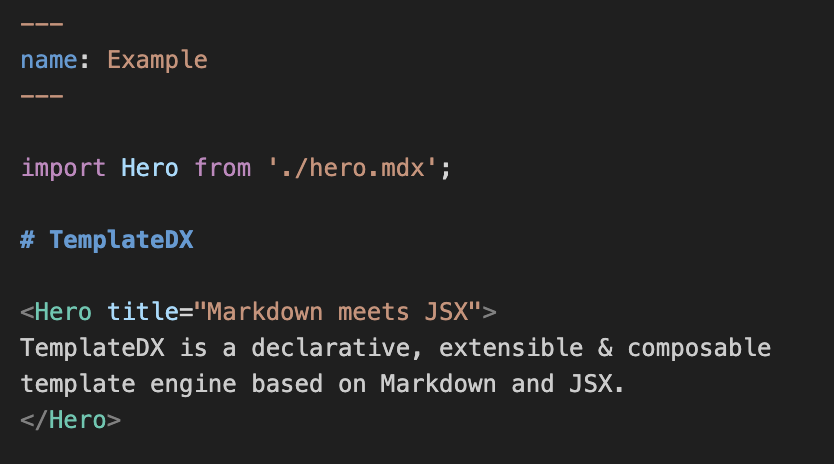 ---
name: Example
---
import Hero from './hero.mdx';
# TemplateDX
<Hero title="Markdown meets JSX">
TemplateDX is a declarative, extensible & composable
template engine based on Markdown and JSX.
</Hero>